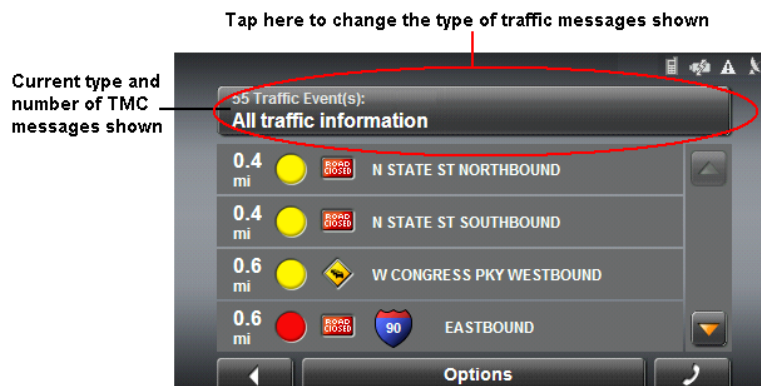 Tap here to change the type of traffic messages shown
Current type and
number of TMC
messages shown
55 Traffic Event(s):
All traffic information
0.4
mi
ROAD
CLOSED
N STATE ST NORTHBOUND
0.4
mi
ROAD
CLOSED
N STATE ST SOUTHBOUND
0.6
mi
W CONGRESS PKY WESTBOUND
0.6
mi
ROAD
CLOSED
90
EASTBOUND
Options